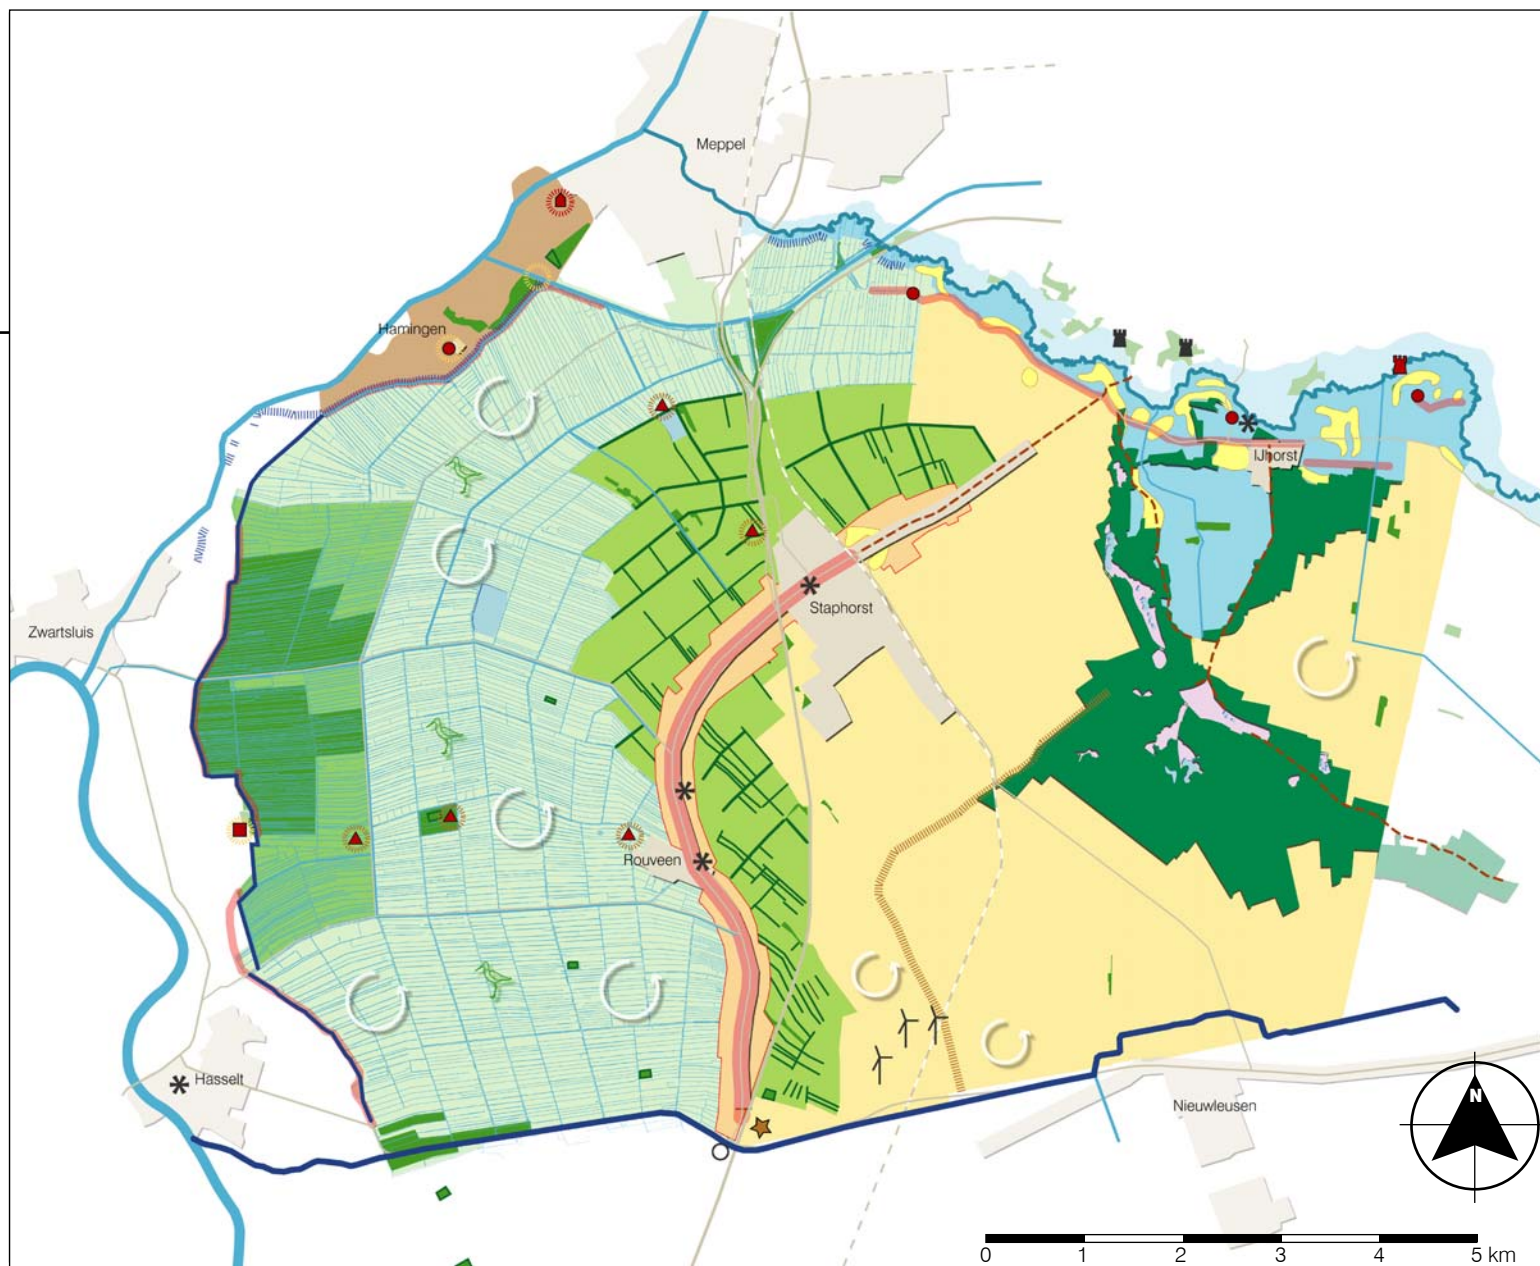 Meppel
Hamingen
IJhorst
Staphorst
Zwartsluis
Rouveen
Hasselt
Nieuwleusen
N
0 1 2 3 4 5 km